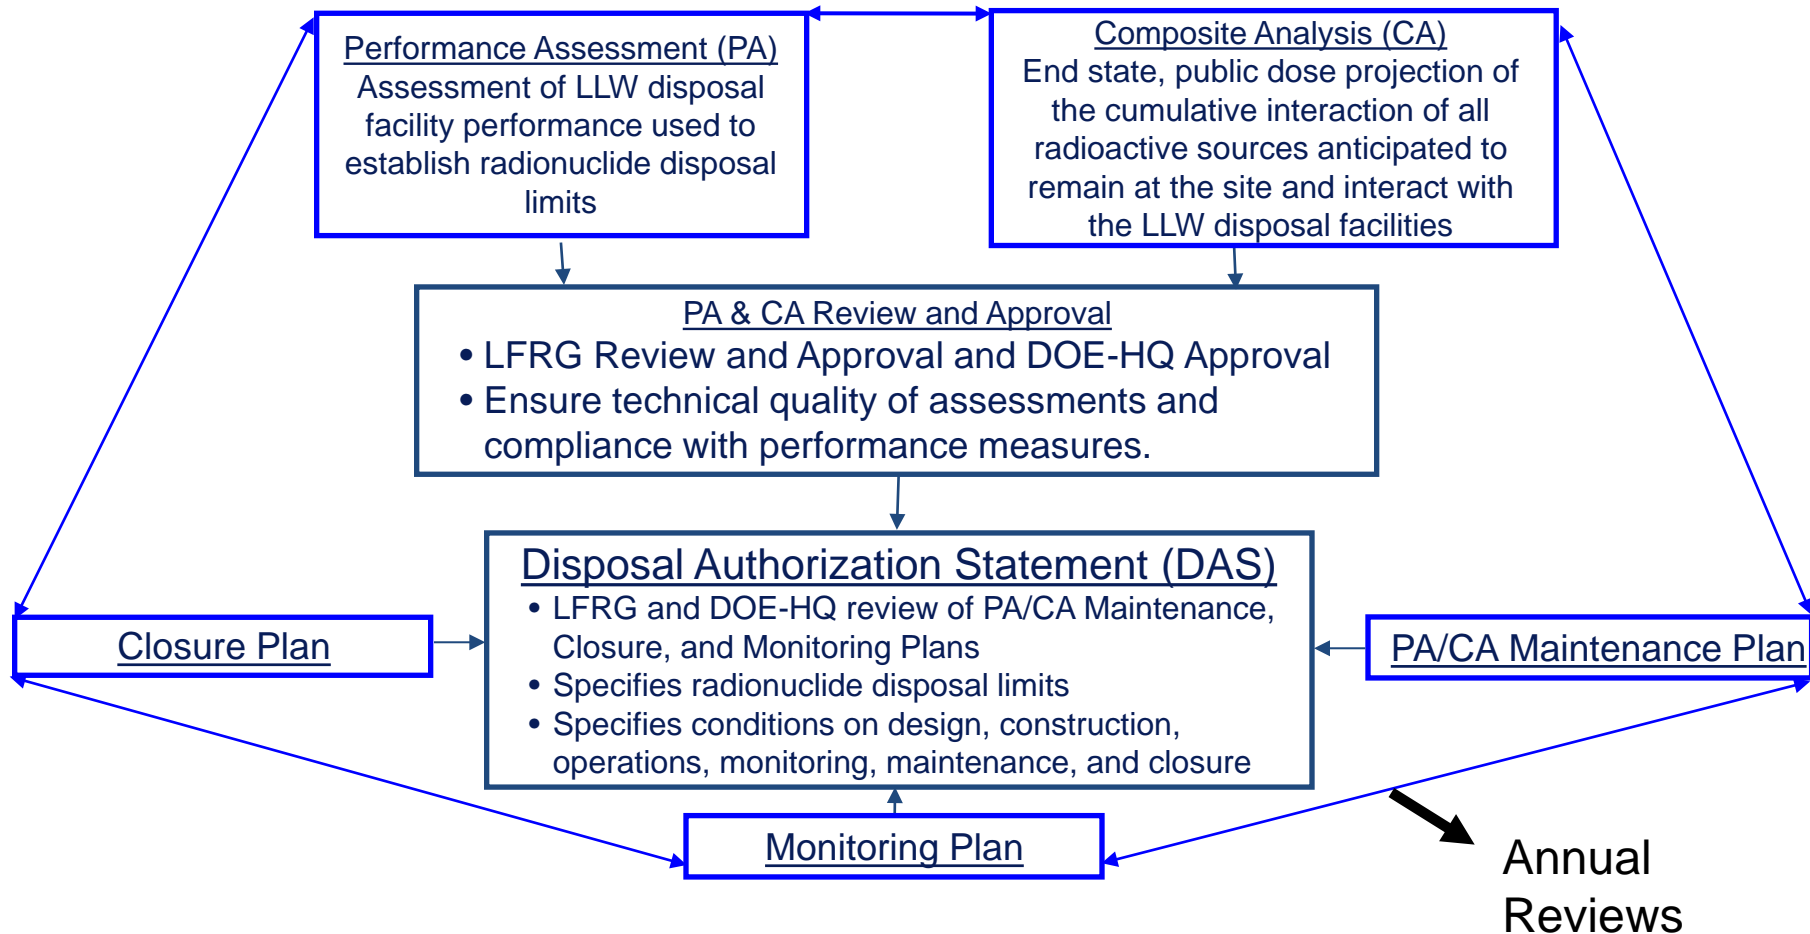 Performance Assessment (PA)
Assessment of LLW disposal
facility performance used to
establish radionuclide disposal
limits
Composite Analysis (CA)
End state, public dose projection of
the cumulative interaction of all
radioactive sources anticipated to
remain at the site and interact with
the LLW disposal facilities
PA & CA Review and Approval
• LFRG Review and Approval and DOE-HQ Approval
• Ensure technical quality of assessments and
compliance with performance measures.
Disposal Authorization Statement (DAS)
• LFRG and DOE-HQ review of PA/CA Maintenance,
Closure, and Monitoring Plans
• Specifies radionuclide disposal limits
• Specifies conditions on design, construction,
operations, monitoring, maintenance, and closure
Closure Plan
PA/CA Maintenance Plan
Monitoring Plan
Annual
Reviews